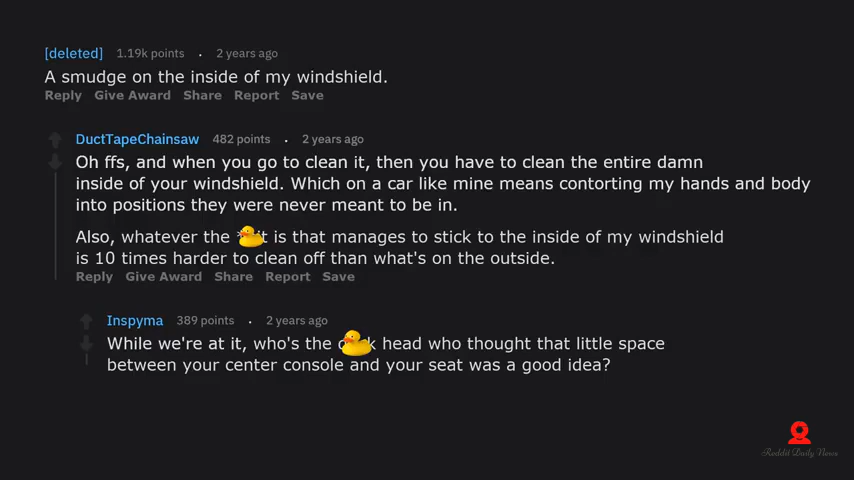 [deleted] 1.19k points · 2 years ago
A smudge on the inside of my windshield.
Reply Give Award Share Report Save
DuctTapeChainsaw 482 points · 2 years ago
Oh ffs, and when you go to clean it, then you have to clean the entire damn
inside of your windshield. Which on a car like mine means contorting my hands and body
into positions they were never meant to be in.
Also, whatever the is that manages to stick to the inside of my windshield
is 10 times harder to clean off than what's on the outside.
Reply Give Award Share Report Save
Inspyma 389 points · 2 years ago
While we're at it, who's the head who thought that little space
between your center console and your seat was a good idea?
Reddit Daily News